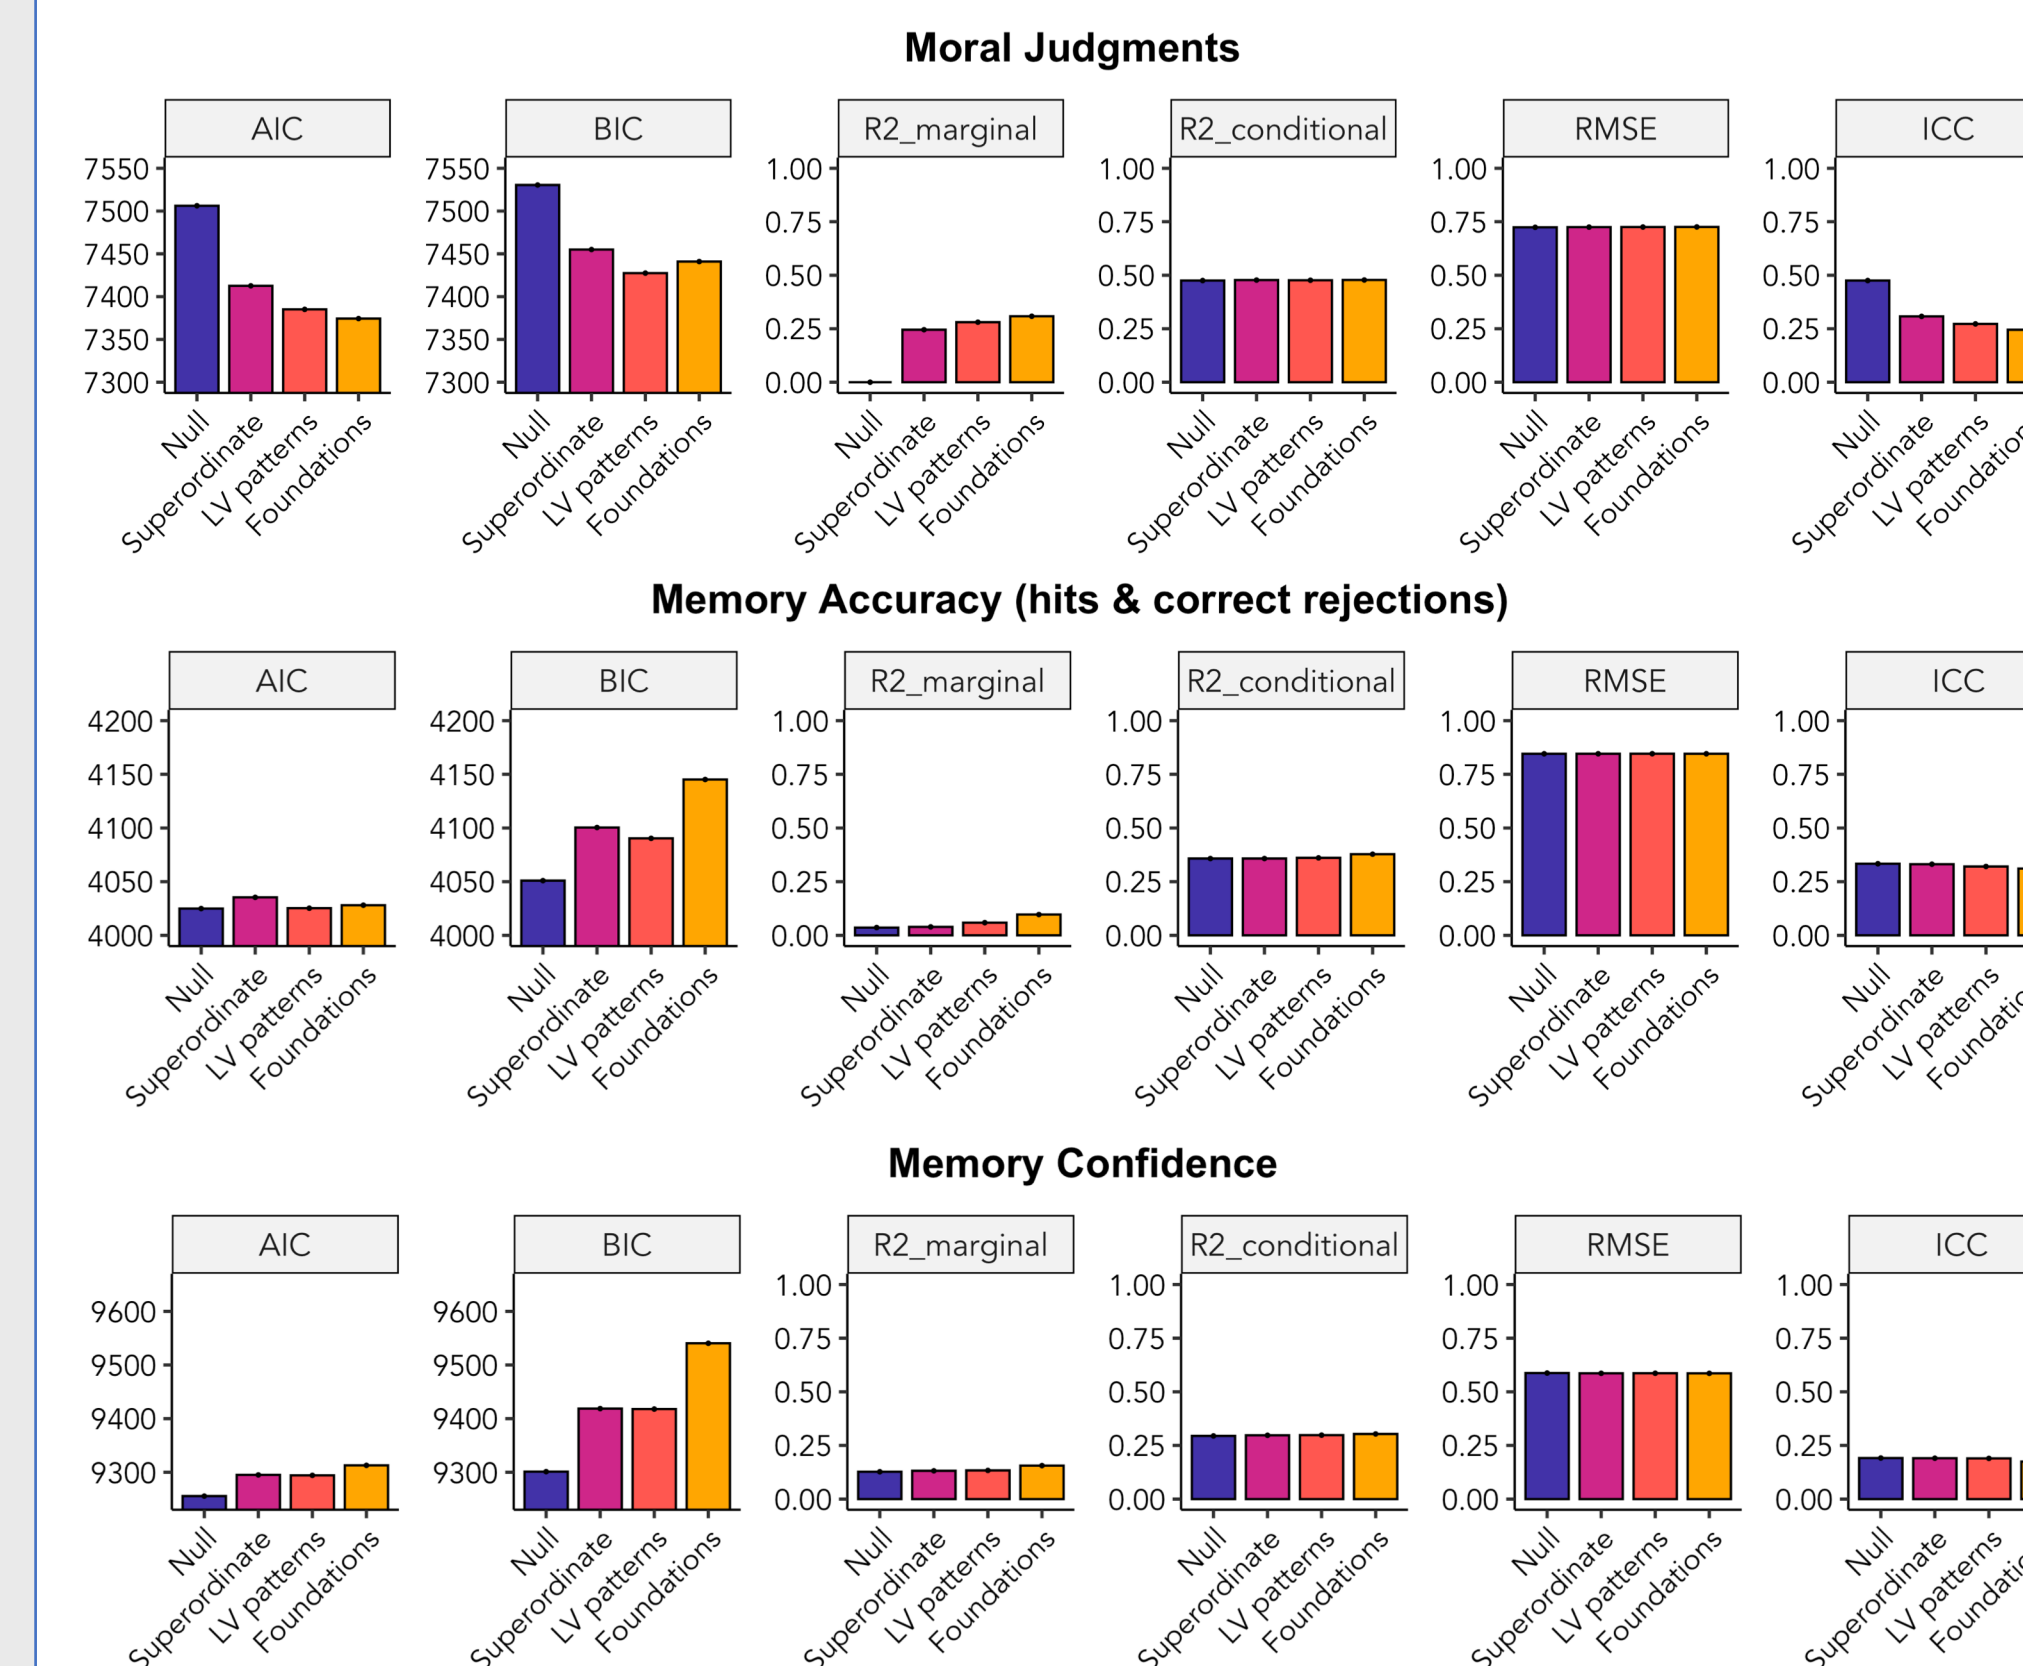 Moral Judgments
AIC
BIC
R2_marginal
R2_conditional
RMSE
ICC
7550
7500
7450
7400
7350
7300
7550
7500
7450
7400
7350
7300
1.00
0.75
0.50
0.25
0.00
1.00
0.75
0.50
0.25
0.00
1.00
0.75
0.50
0.25
0.00
1.00
0.75
0.50
0.25
0.00
Null
Superordinate
LV patterns
Foundations
Null
Superordinate
LV patterns
Foundations
Null
Superordinate
LV patterns
Foundations
Null
Superordinate
LV patterns
Foundations
Null
Superordinate
LV patterns
Foundations
Null
Superordinate
LV patterns
Foundatio
Memory Accuracy (hits & correct rejections)
AIC
BIC
R2_marginal
R2_conditional
RMSE
ICC
4200
4150
4100
4050
4000
4200
4150
4100
4050
4000
1.00
0.75
0.50
0.25
0.00
1.00
0.75
0.50
0.25
0.00
1.00
0.75
0.50
0.25
0.00
1.00
0.75
0.50
0.25
0.00
Null
Superordinate
LV patterns
Foundations
Null
Superordinate
LV patterns
Foundations
Null
Superordinate
LV patterns
Foundations
Null
Superordinate
LV patterns
Foundations
Null
Superordinate
LV patterns
Foundations
Null
Superordinate
LV patterns
Foundatio
Memory Confidence
AIC
BIC
R2_marginal
R2_conditional
RMSE
ICC
9600
9500
9400
9300
9600
9500
9400
9300
1.00
0.75
0.50
0.25
0.00
1.00
0.75
0.50
0.25
0.00
1.00
0.75
0.50
0.25
0.00
1.00
0.75
0.50
0.25
0.00
Null
Superordinate
LV patterns
Foundations
Null
Superordinate
LV patterns
Foundations
Null
Superordinate
LV patterns
Foundations
Null
Superordinate
LV patterns
Foundations
Null
Superordinate
LV patterns
Foundations
Null
Superordinate
LV patterns
Foundatio